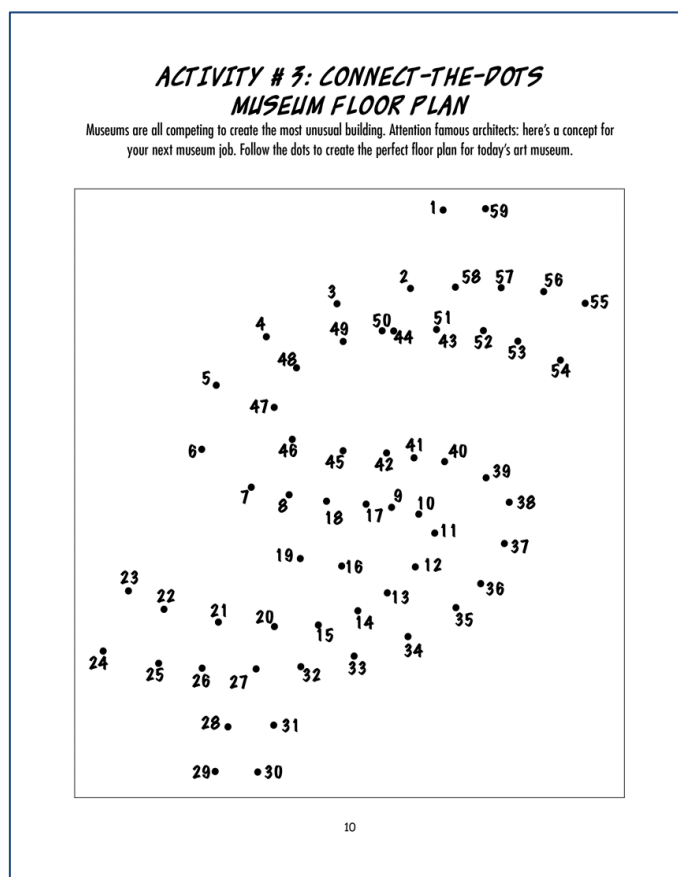 ACTIVITY # 3: CONNECT-THE-DOTS
MUSEUM FLOOR PLAN
Museums are all competing to create the most unusual building. Attention famous architects: here's a concept for
your next museum job. Follow the dots to create the perfect floor plan for today's art museum.
1 59
2 58 57 56
3 55
4 49 50 44 51 43 52 53
48 54
5
47
6 46 45 42 41 40
39
7 8 18 17 9 10 38
11
19 16 12 37
23 36
22 13
21 20 15 14 35
34
24 25 26 27 32 33
28 31
29 30
10